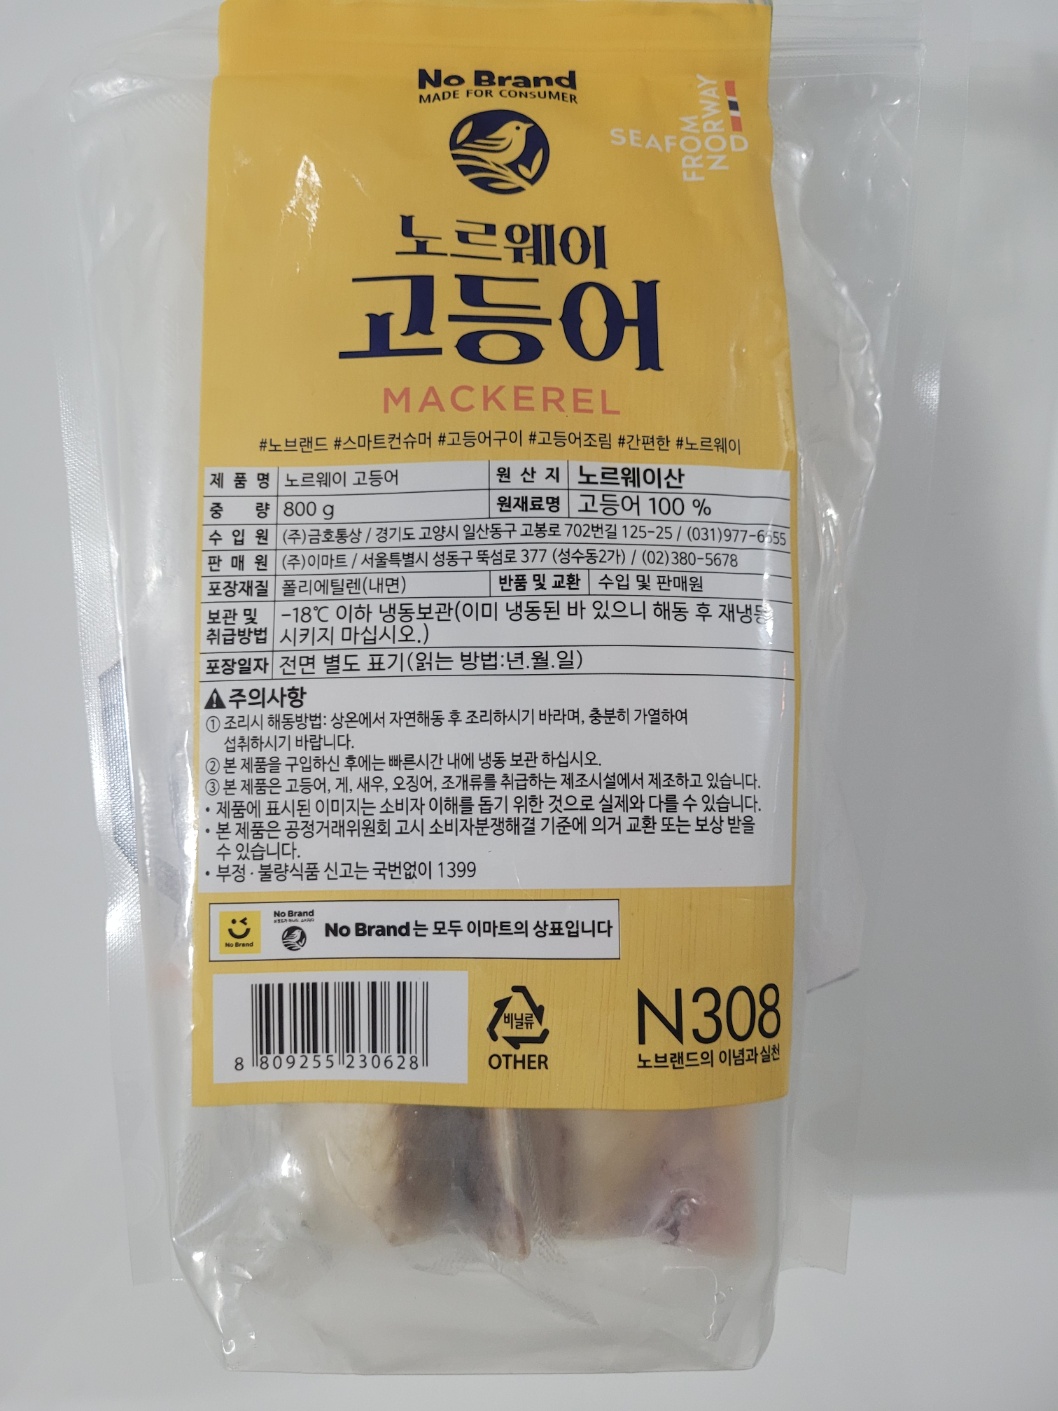 No Brand
MADE FOR CONSUMER
SEAFOOD
FROM
NORWAY
노르웨이
고등어
MACKEREL
#노브랜드 #스마트컨슈머 #고등어구이 #고등어조림 #간편한 #노르웨이
제 품 명 노르웨이 고등어 원 산 지 노르웨이산
중 량 800 g 원재료명 고등어 100 %
수 입 원 (주)금호통상 / 경기도 고양시 일산동구 고봉로 702번길 125-25 / (031)977-6655
판 매 원 (주)이마트 / 서울특별시 성동구 뚝섬로 377 (성수동2가) / (02)380-5678
포장재질 폴리에틸렌(내면) 반품 및 교환 수입 및 판매원
보관 및 취급방법 -18℃ 이하 냉동보관(이미 냉동된 바 있으니 해동 후 재냉동
시키지 마십시오.)
포장일자 전면 별도 표기(읽는 방법:년.월.일)
⚠주의사항
① 조리시 해동방법: 상온에서 자연해동 후 조리하시기 바라며, 충분히 가열하여
섭취하시기 바랍니다.
② 본 제품을 구입하신 후에는 빠른시간 내에 냉동 보관 하십시오.
③ 본 제품은 고등어, 게, 새우, 오징어, 조개류를 취급하는 제조시설에서 제조하고 있습니다.
• 제품에 표시된 이미지는 소비자 이해를 돕기 위한 것으로 실제와 다를 수 있습니다.
• 본 제품은 공정거래위원회 고시 소비자분쟁해결 기준에 의거 교환 또는 보상 받을
수 있습니다.
• 부정 · 불량식품 신고는 국번없이 1399
No Brand
No Brand
No Brand는 모두 이마트의 상표입니다
8 809255 230628
비닐류
OTHER
N308
노브랜드의 이념과 실천